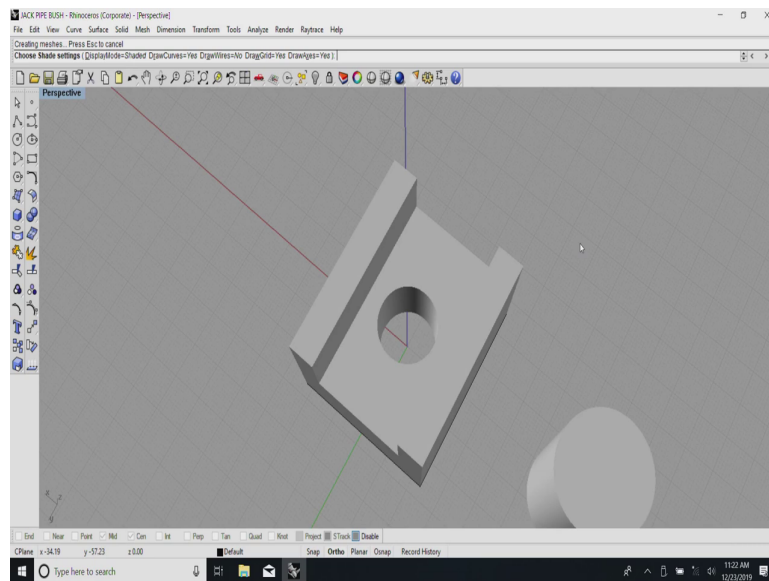 JACK PIPE BUSH - Rhinoceros (Corporate) - [Perspective]
File Edit View Curve Surface Solid Mesh Dimension Transform Tools Analyze Render Raytrace Help
Creating meshes... Press Esc to cancel
Choose Shade settings ( DisplayMode=Shaded DrawCurves=Yes DrawWires=No DrawGrid=Yes DrawAxes=Yes ):
Perspective
End Near Point Mid Cen Int Perp Tan Quad Knot Project STrack Disable
CPlane x -34.19 y -57.23 z 0.00 Default Snap Ortho Planar Osnap Record History
Type here to search
11:22 AM
12/23/2019